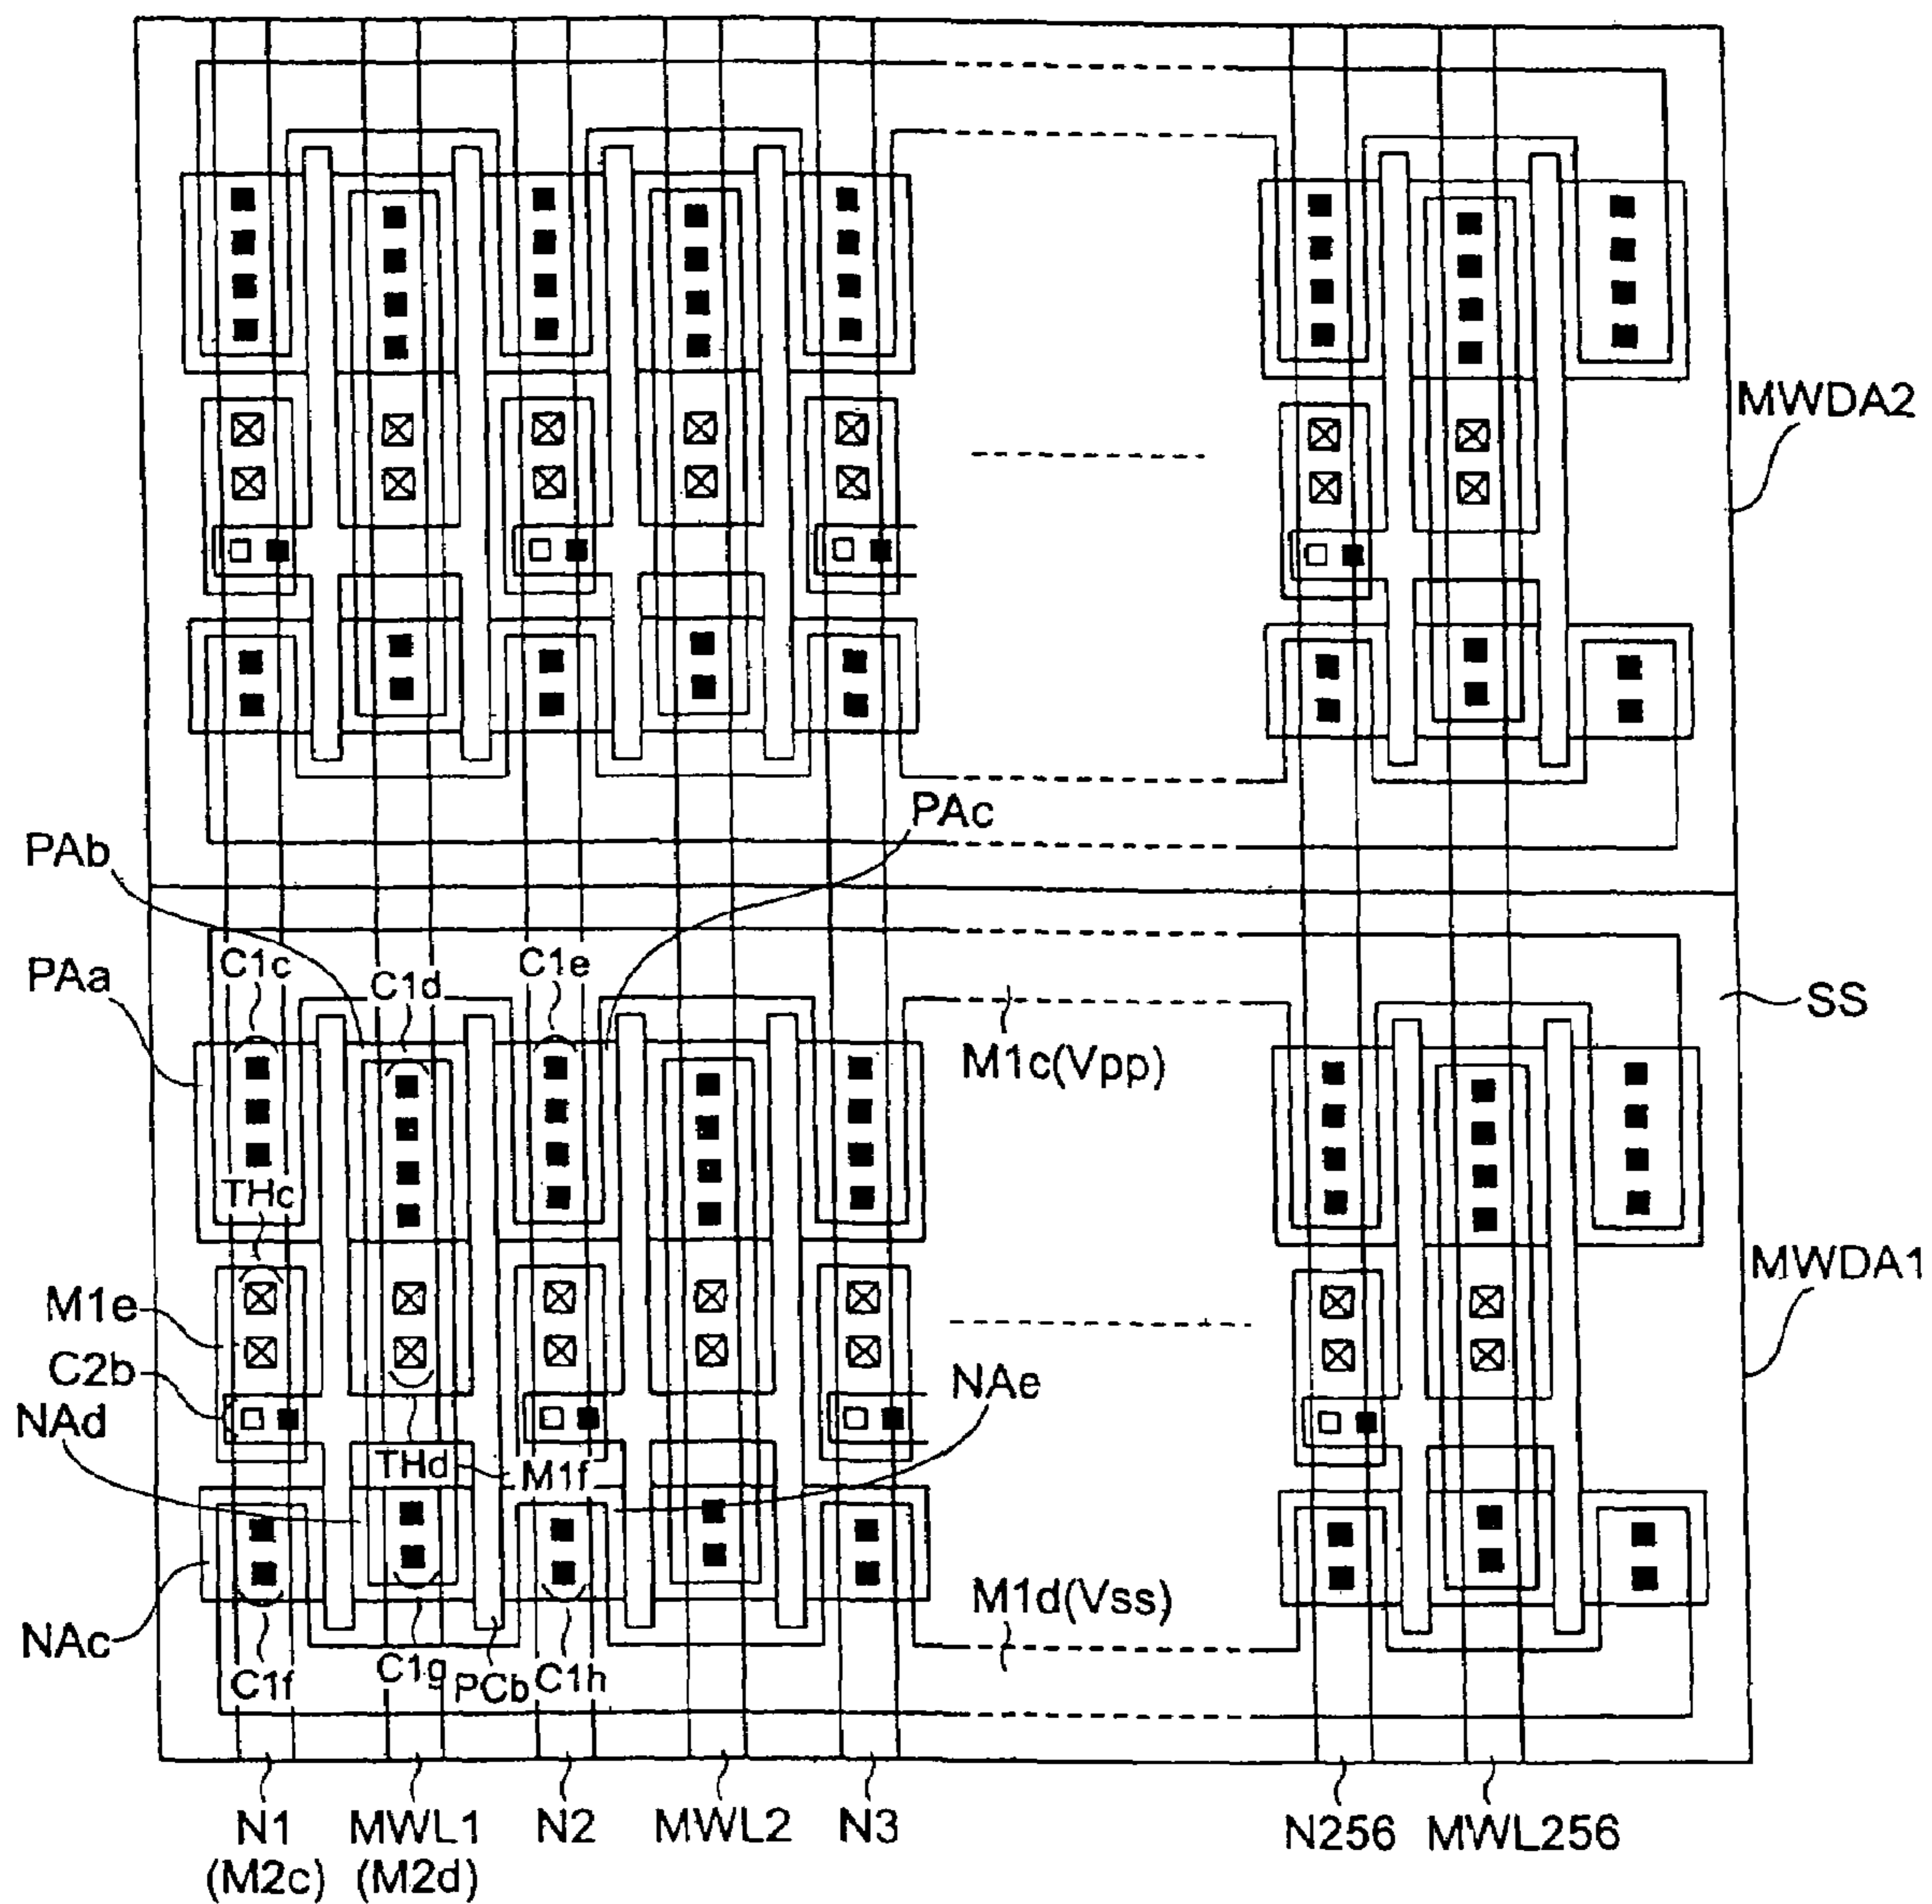 MWDA2
PAc
PAb
C1c
C1e
PAa
C1d
SS
M1c(Vpp)
THc
MWDA1
M1e
C2b
NAe
NAd
THd
M1f
M1d(Vss)
NAc
C1f
C1g
PCb
C1h
N1
MWL1
N2
MWL2
N3
N256
MWL256
(M2c)
(M2d)